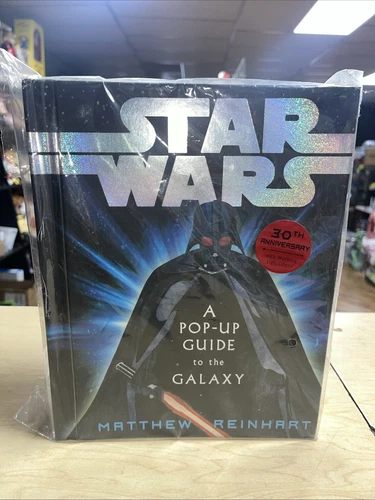 STAR
WARS
30TH
ANNIVERSARY
A
POP-UP
GUIDE
to the
GALAXY
MATTHEW REINHART